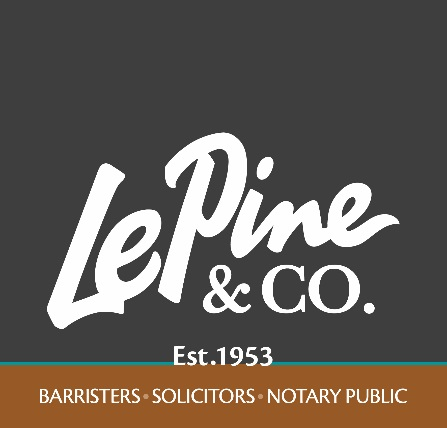 LePine
& CO.
Est.1953
BARRISTERS • SOLICITORS • NOTARY PUBLIC